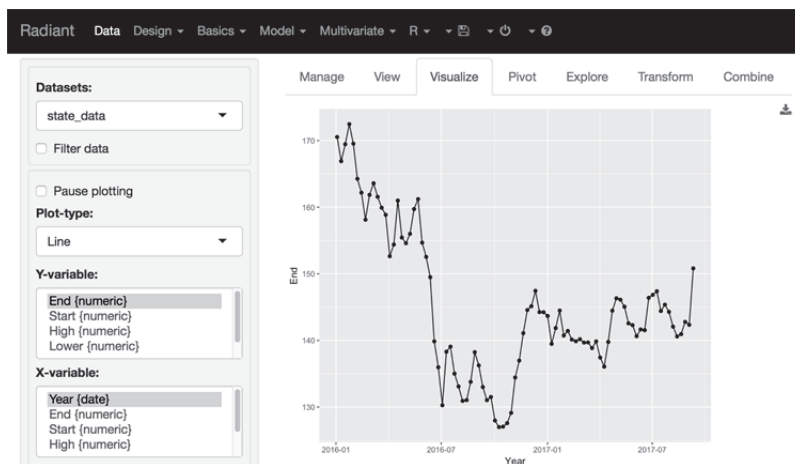 Radiant Data Design Basics Model Multivariate R
Datasets:
state_data
Filter data
Pause plotting
Plot-type:
Line
Y-variable:
End {numeric}
Start {numeric}
High {numeric}
Lower {numeric}
X-variable:
Year {date}
End {numeric}
Start {numeric}
High {numeric}
Manage View Visualize Pivot Explore Transform Combine
170
160
150
140
130
End
2016-01 2016-07 2017-01 2017-07
Year